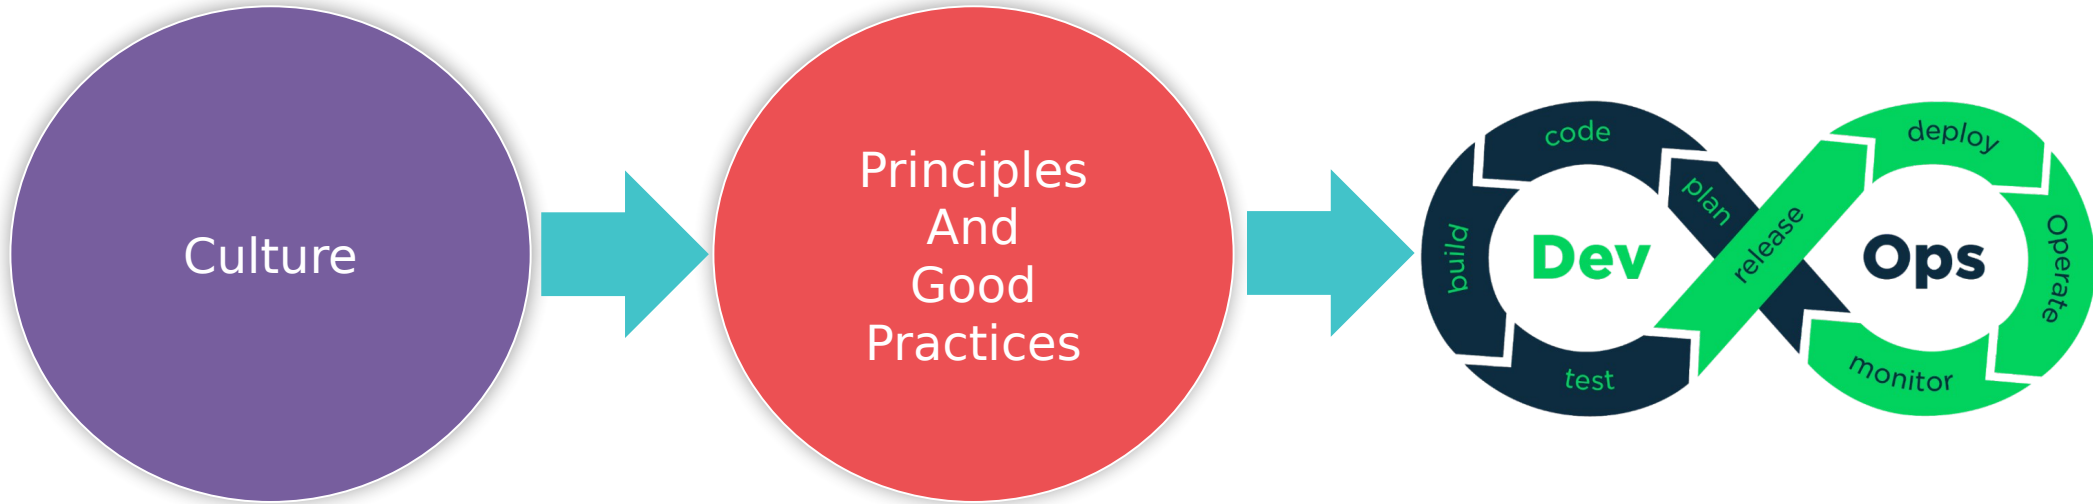 Culture
Principles
And
Good
Practices
Dev
Ops
plan
code
build
test
release
deploy
Operate
monitor